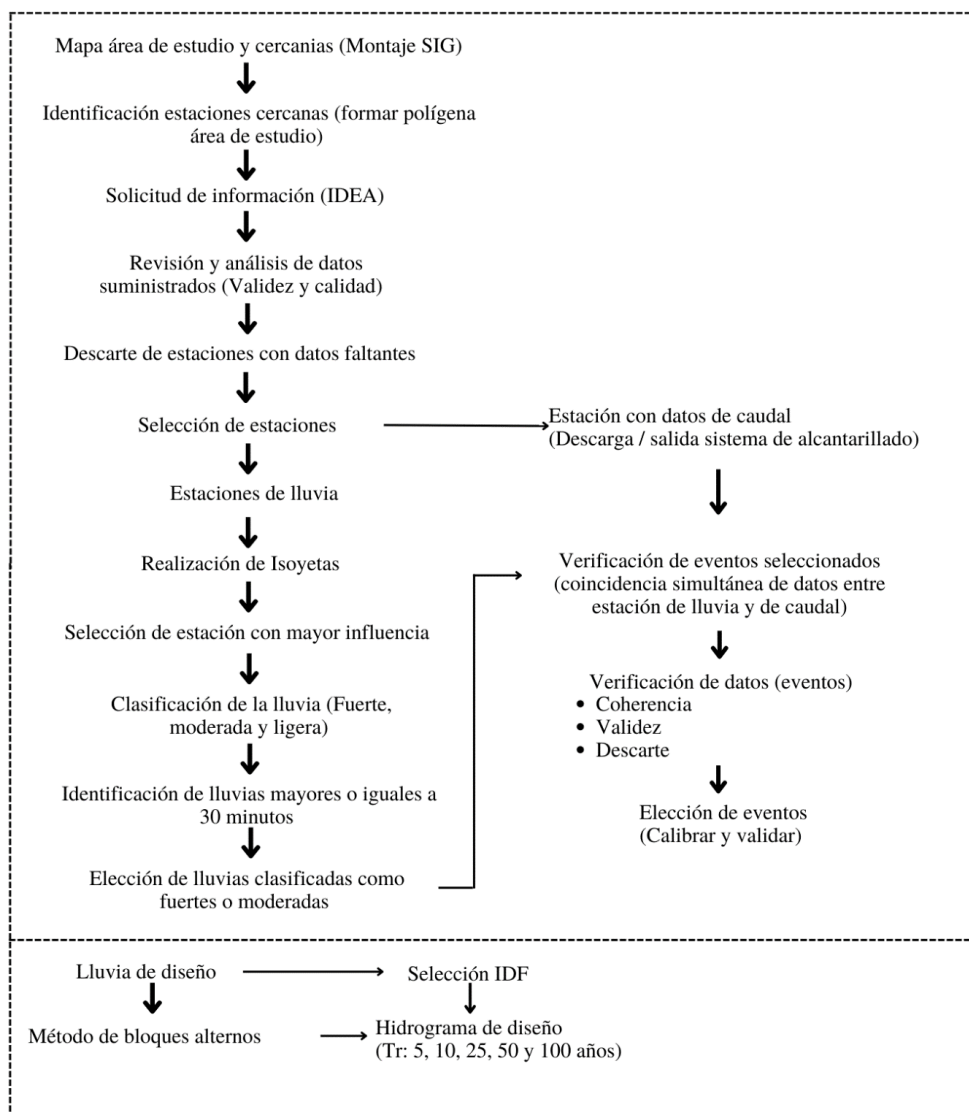 Mapa área de estudio y cercanias (Montaje SIG)
Identificación estaciones cercanas (formar polígena
área de estudio)
Solicitud de información (IDEA)
Revisión y análisis de datos
suministrados (Validez y calidad)
Descarte de estaciones con datos faltantes
Selección de estaciones
Estaciones de lluvia
Realización de Isoyetas
Selección de estación con mayor influencia
Clasificación de la lluvia (Fuerte,
moderada y ligera)
Identificación de lluvias mayores o iguales a
30 minutos
Elección de lluvias clasificadas como
fuertes o moderadas
Estación con datos de caudal
(Descarga / salida sistema de alcantarillado)
Verificación de eventos seleccionados
(coincidencia simultánea de datos entre
estación de lluvia y de caudal)
Verificación de datos (eventos)
• Coherencia
• Validez
• Descarte
Elección de eventos
(Calibrar y validar)
Lluvia de diseño
Selección IDF
Método de bloques alternos
Hidrograma de diseño
(Tr: 5, 10, 25, 50 y 100 años)